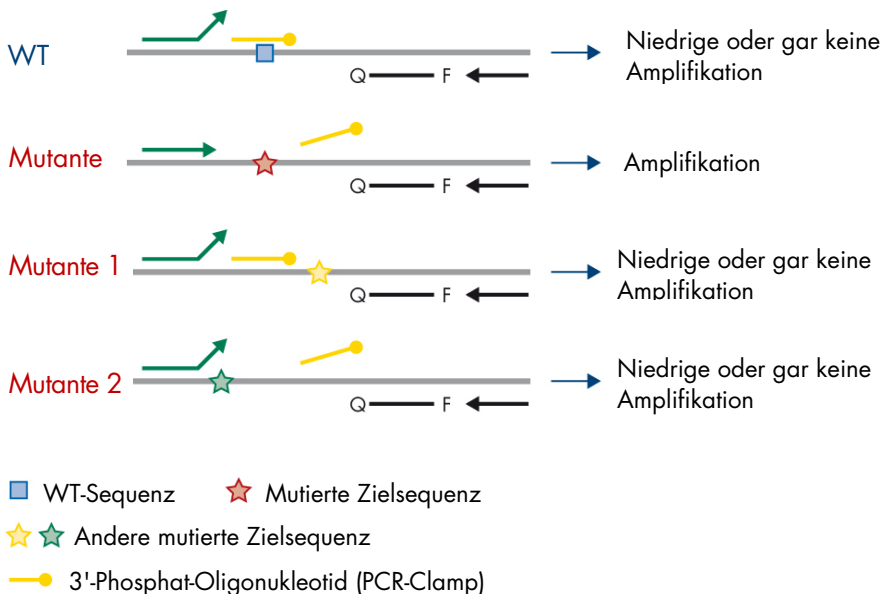 WT
Niedrige oder gar keine
Amplifikation
Q F
Mutante
Amplifikation
Q F
Mutante 1
Niedrige oder gar keine
Amplifikation
Q F
Mutante 2
Niedrige oder gar keine
Amplifikation
Q F
WT-Sequenz
Mutierte Zielsequenz
Andere mutierte Zielsequenz
3'-Phosphat-Oligonukleotid (PCR-Clamp)